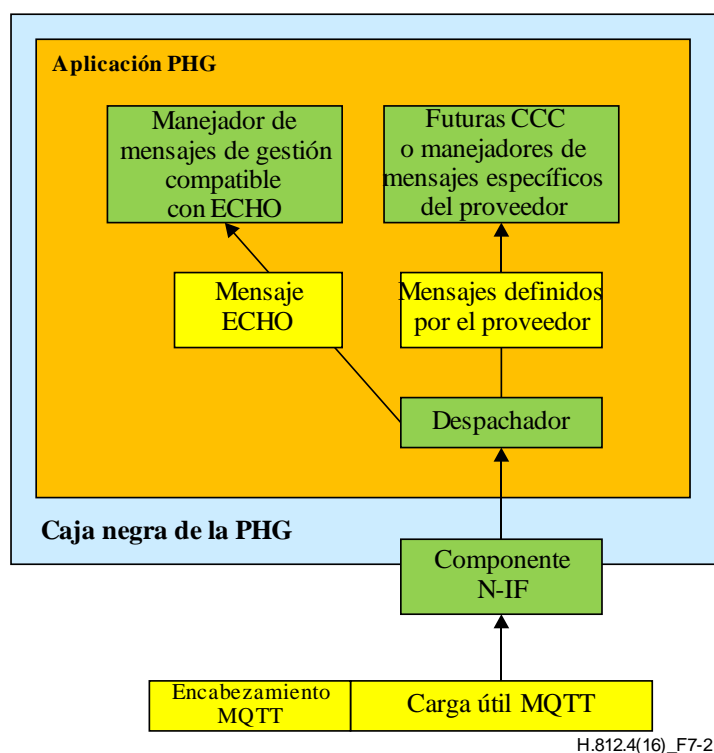 Aplicación PHG
Manejador de
mensajes de gestión
compatible
con ECHO
Futuras CCC
o manejadores de
mensajes específicos
del proveedor
Mensaje
ECHO
Mensajes definidos
por el proveedor
Despachador
Caja negra de la PHG
Componente
N-IF
Encabezamiento
MQTT
Carga útil MQTT
H.812.4(16)_F7-2